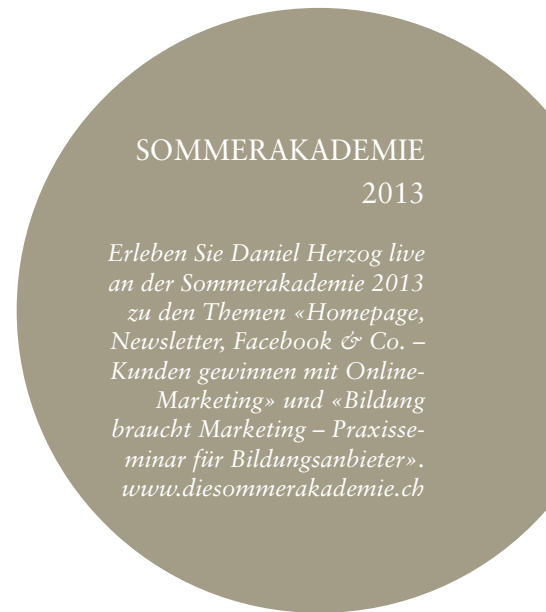 SOMMERAKADEMIE
2013
Erleben Sie Daniel Herzog live
an der Sommerakademie 2013
zu den Themen «Homepage,
Newsletter, Facebook & Co. –
Kunden gewinnen mit Online-
Marketing» und «Bildung
braucht Marketing – Praxisse-
minar für Bildungsanbieter».
www.diesommerakademie.ch